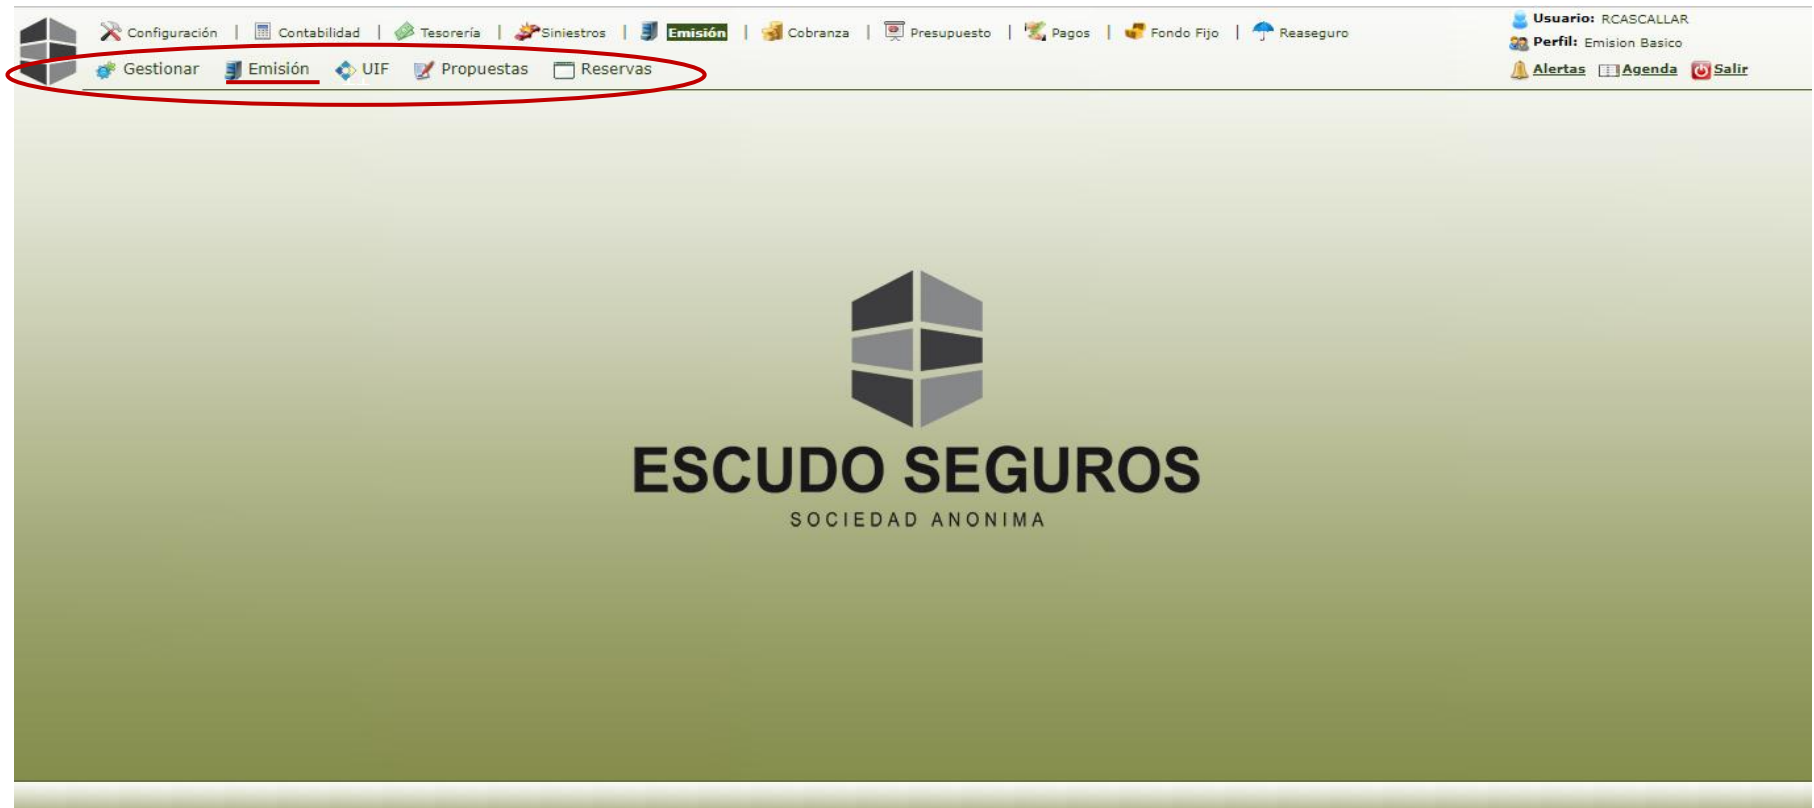 Configuración | Contabilidad | Tesorería | Siniestros | Emisión | Cobranza | Presupuesto | Pagos | Fondo Fijo | Reaseguro
Usuario: RCASCALLAR
Perfil: Emision Basico
Gestionar Emisión UIF Propuestas Reservas
Alertas Agenda Salir
ESCUDO SEGUROS
SOCIEDAD ANONIMA